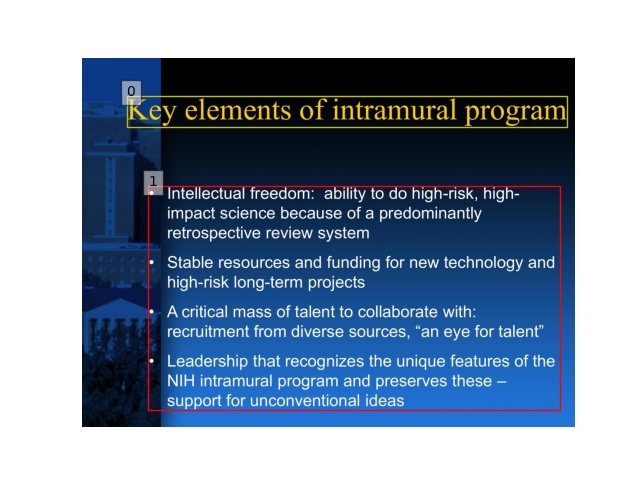 0
Key elements of intramural program
1
• Intellectual freedom:  ability to do high-risk, high-
impact science because of a predominantly
retrospective review system
• Stable resources and funding for new technology and
high-risk long-term projects
• A critical mass of talent to collaborate with:
recruitment from diverse sources, “an eye for talent”
• Leadership that recognizes the unique features of the
NIH intramural program and preserves these –
support for unconventional ideas